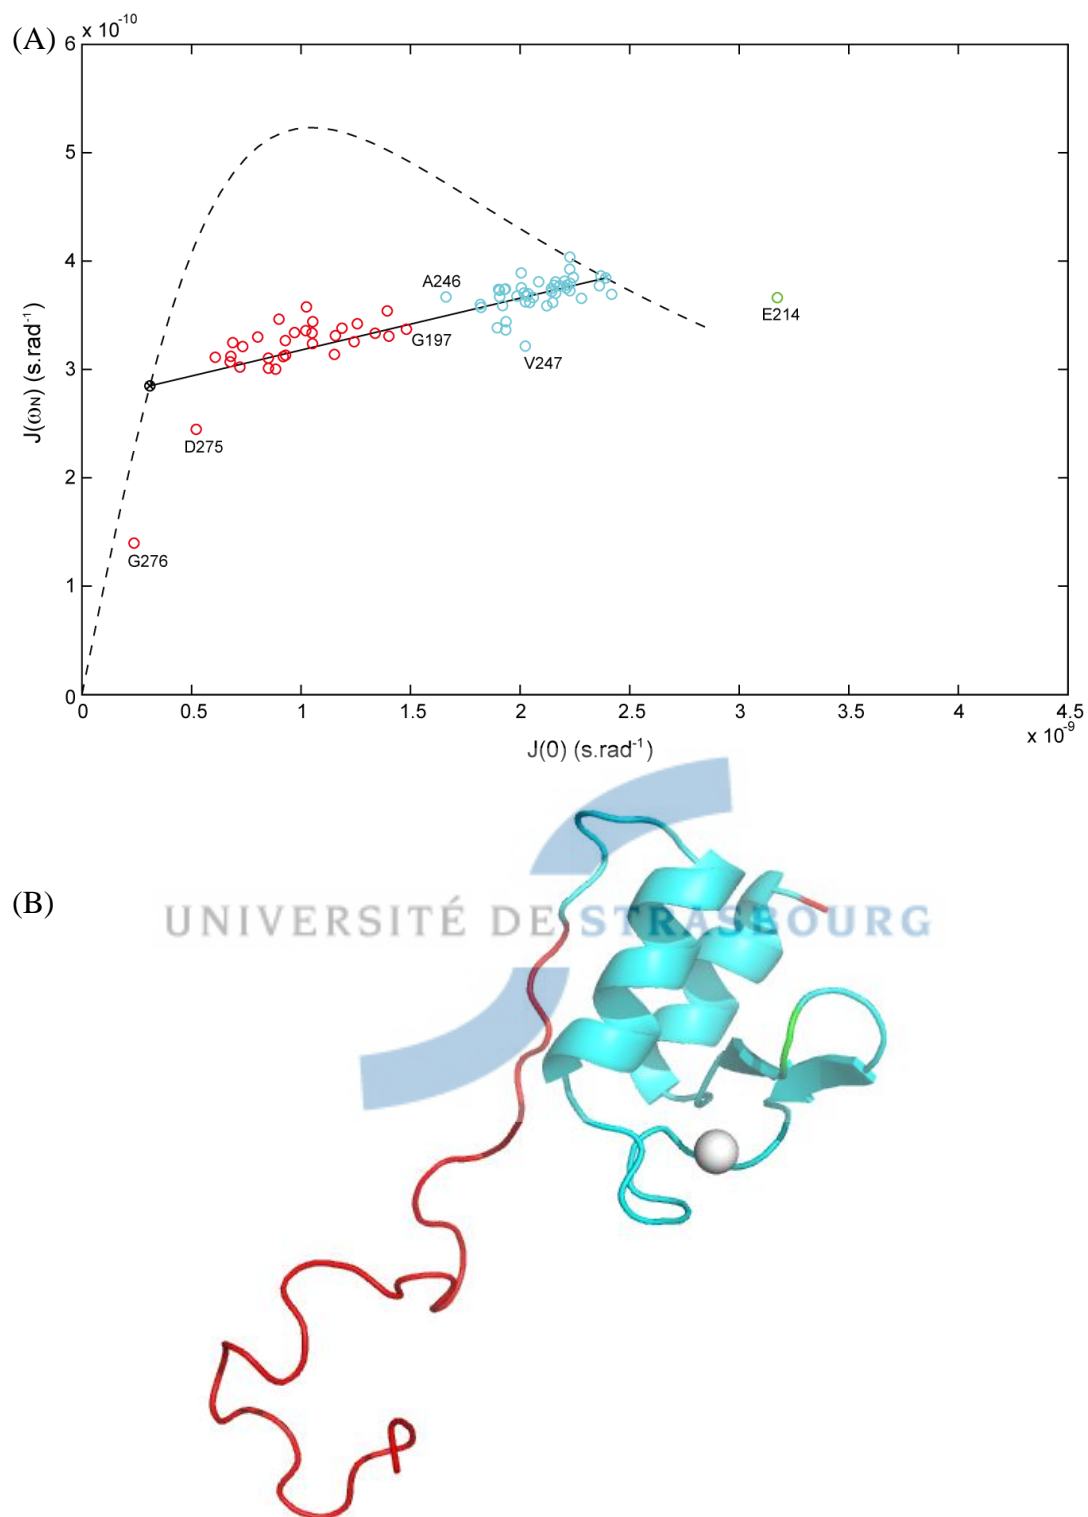 (A)
x 10-10
6
5
4
3
2
1
0
J(ωN) (s.rad-1)
A246
G197
V247
E214
D275
G276
0 0.5 1 1.5 2 2.5 3 3.5 4 4.5
x 10-9
J(0) (s.rad-1)
(B)
UNIVERSITÉ DE STRASBOURG